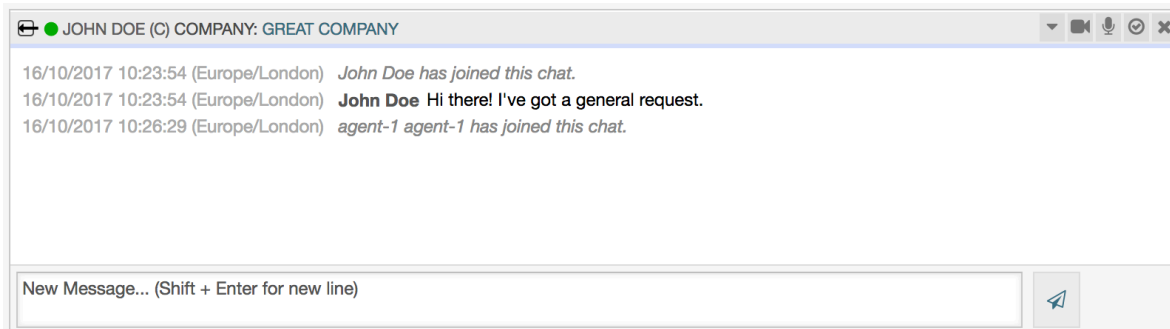 JOHN DOE (C) COMPANY: GREAT COMPANY
16/10/2017 10:23:54 (Europe/London) John Doe has joined this chat.
16/10/2017 10:23:54 (Europe/London) John Doe Hi there! I've got a general request.
16/10/2017 10:26:29 (Europe/London) agent-1 agent-1 has joined this chat.
New Message... (Shift + Enter for new line)